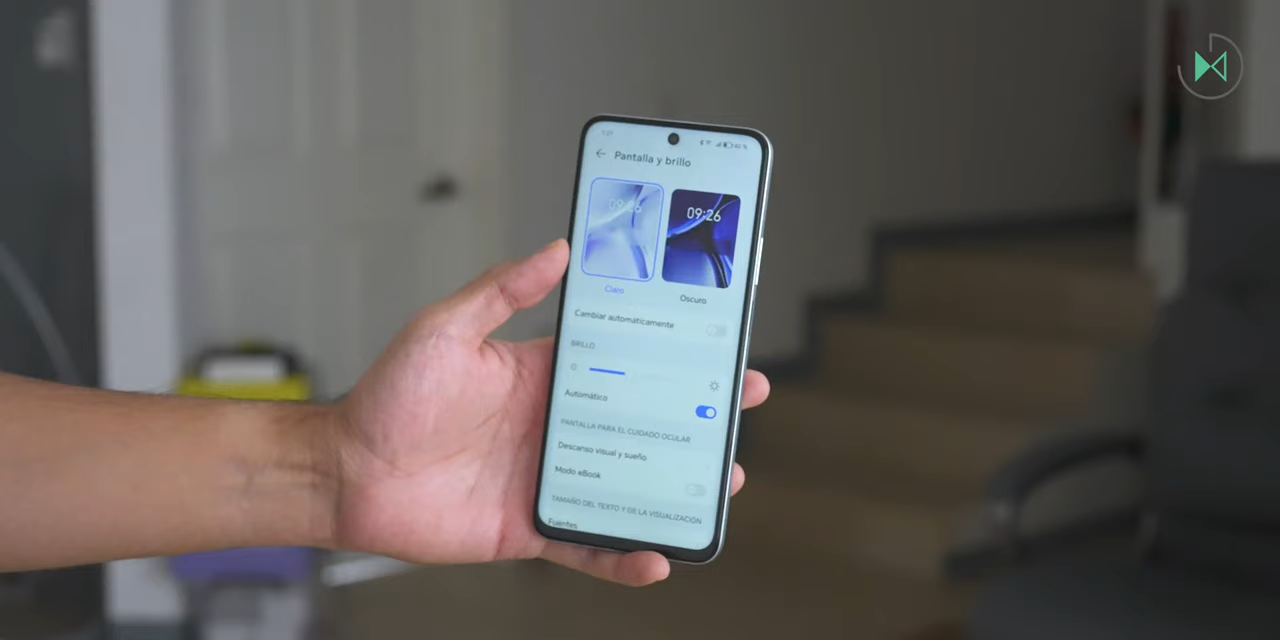 Pantalla y brillo
09:26
09:26
Claro
Oscuro
Cambiar automáticamente
BRILLO
Automático
PANTALLA PARA EL CUIDADO OCULAR
Descanso visual y sueño
Modo eBook
TAMAÑO DEL TEXTO Y DE LA VISUALIZACIÓN
Fuentes